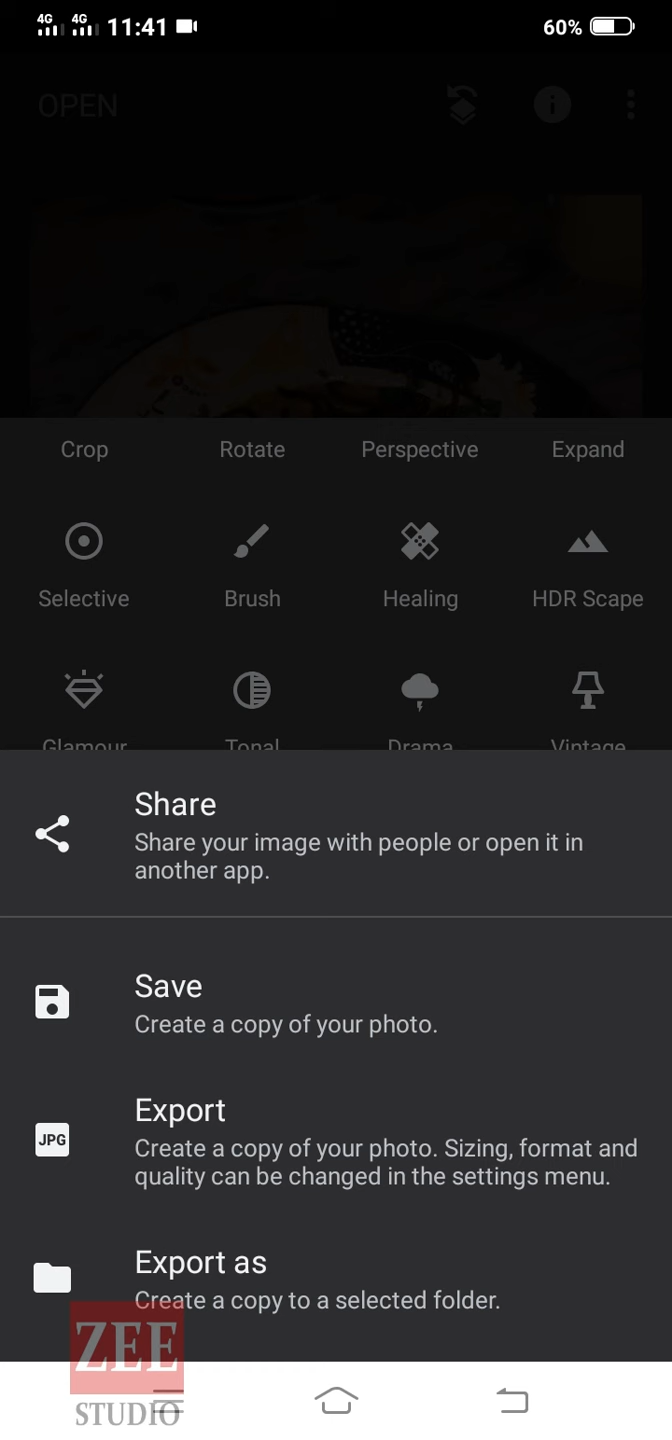 4G 4G 11:41 60%
OPEN
Crop Rotate Perspective Expand
Selective Brush Healing HDR Scape
Glamour Tonal Drama Vintage
Share
Share your image with people or open it in
another app.
Save
Create a copy of your photo.
JPG
Export
Create a copy of your photo. Sizing, format and
quality can be changed in the settings menu.
Export as
Create a copy to a selected folder.
ZEE
STUDIO